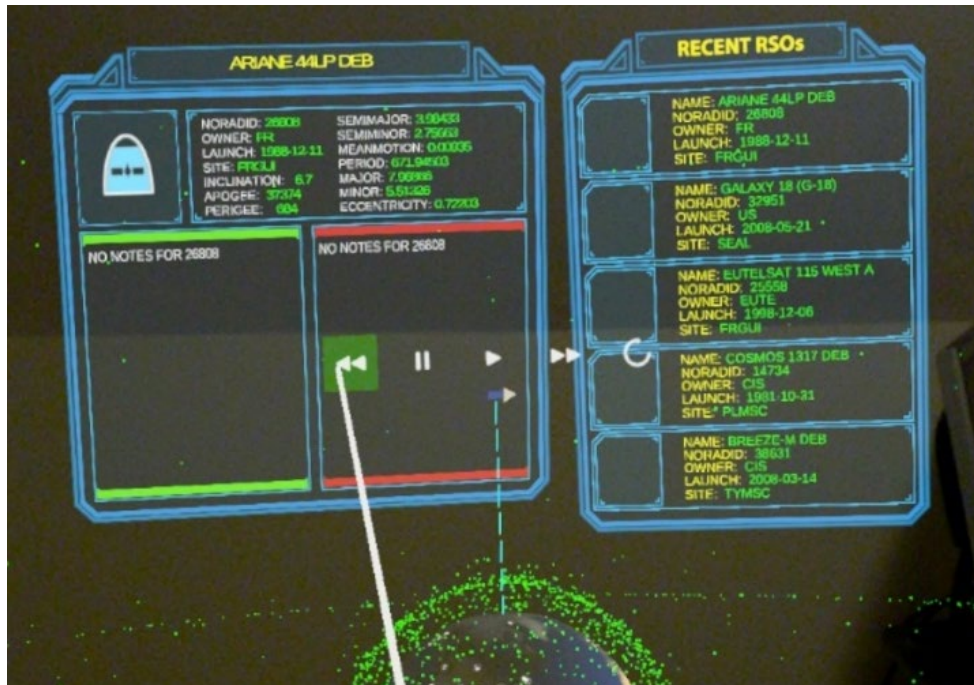 ARIANE 44LP DEB
NORADID: 26808
OWNER: FR
LAUNCH: 1988-12-11
SITE: FRGUI
INCLINATION: 6.7
APOGEE: 37374
PERIGEE: 684
SEMIMAJOR: 3.98433
SEMIMINOR: 2.75663
MEANMOTION: 0.00935
PERIOD: 671.94503
MAJOR: 7.96866
MINOR: 5.51326
ECCENTRICITY: 0.72203
NO NOTES FOR 26808
NO NOTES FOR 26808
RECENT RSOs
NAME: ARIANE 44LP DEB
NORADID: 26808
OWNER: FR
LAUNCH: 1988-12-11
SITE: FRGUI
NAME: GALAXY 18 (G-18)
NORADID: 32951
OWNER: US
LAUNCH: 2008-05-21
SITE: SEAL
NAME: EUTELSAT 115 WEST A
NORADID: 25558
OWNER: EUTE
LAUNCH: 1998-12-06
SITE: FRGUI
NAME: COSMOS 1317 DEB
NORADID: 14734
OWNER: CIS
LAUNCH: 1981-10-31
SITE: PLMSC
NAME: BREEZE-M DEB
NORADID: 38631
OWNER: CIS
LAUNCH: 2008-03-14
SITE: TYMSC